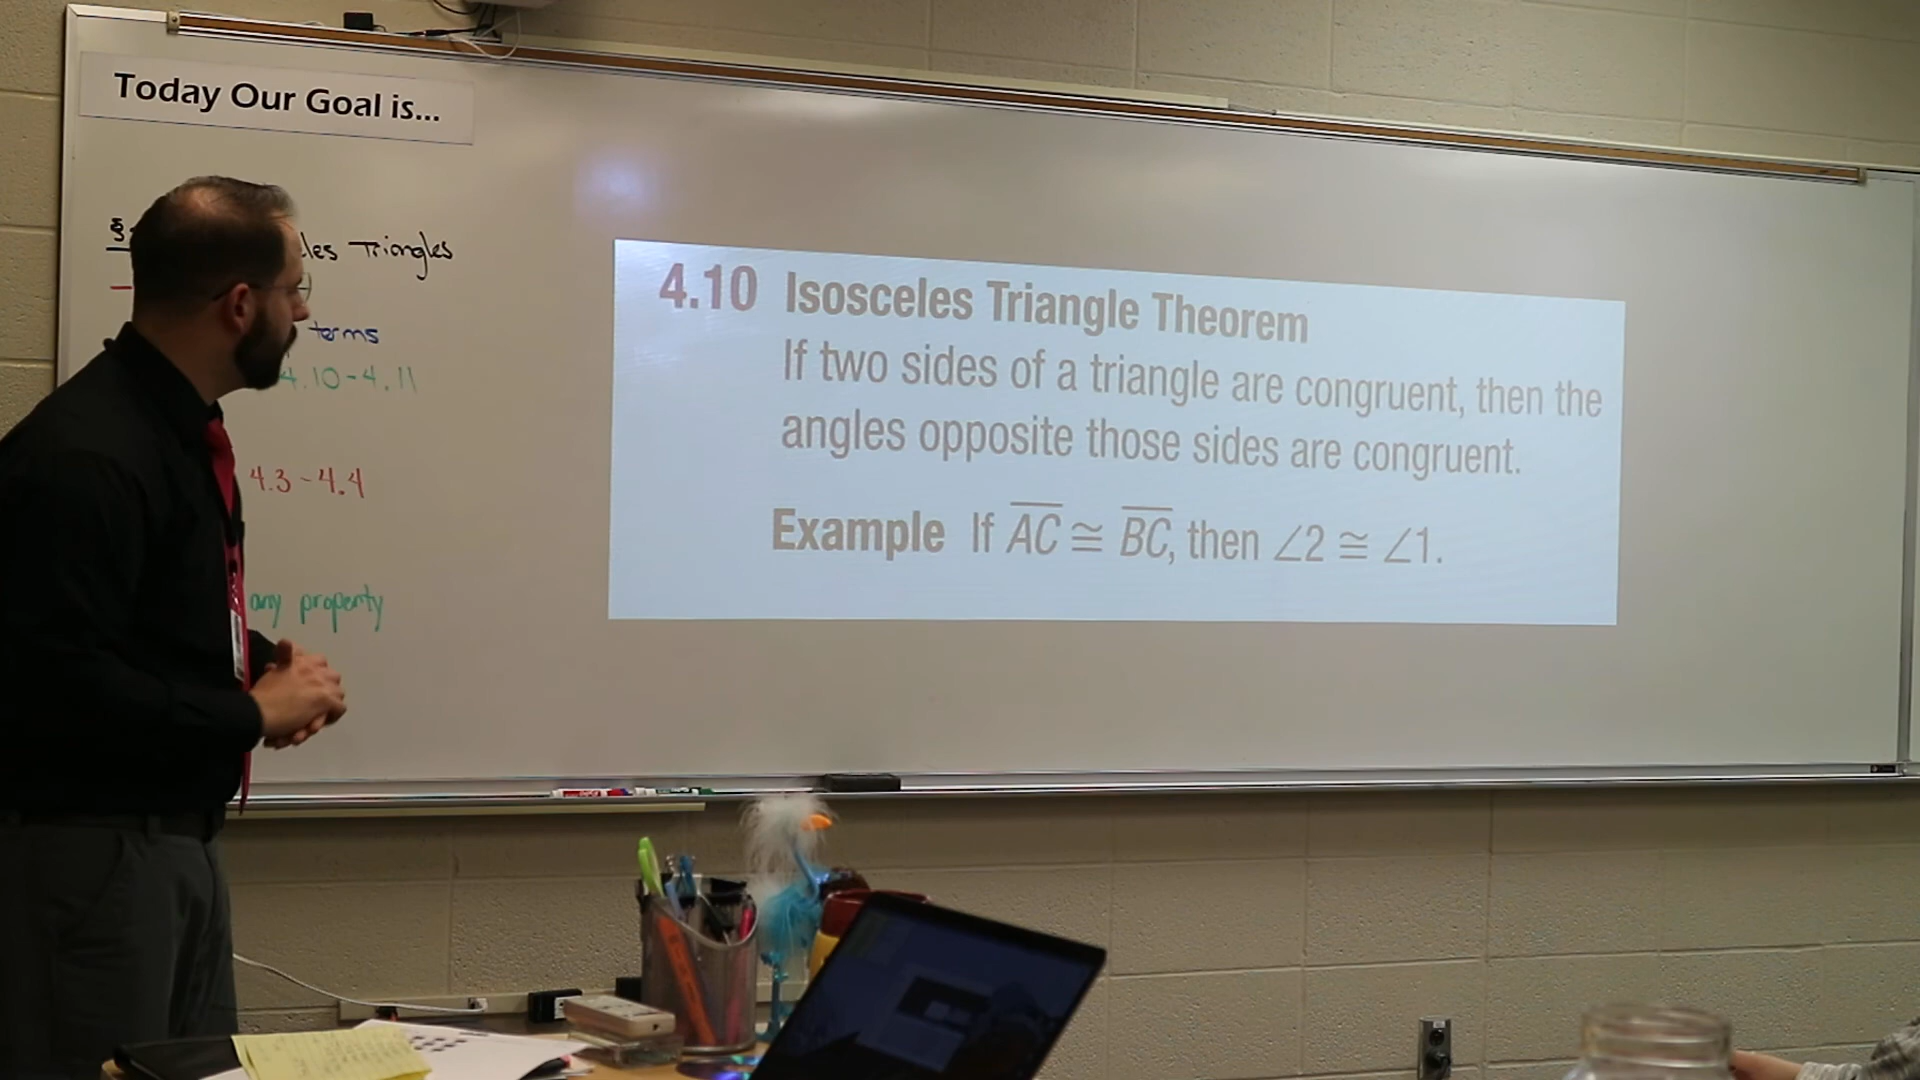 Today Our Goal is...
§
les Triangles
terms
4.10-4.11
4.3-4.4
any property
4.10 Isosceles Triangle Theorem
If two sides of a triangle are congruent, then the
angles opposite those sides are congruent.
Example If A̅C̅ ≅ B̅C̅, then ∠2 ≅ ∠1.